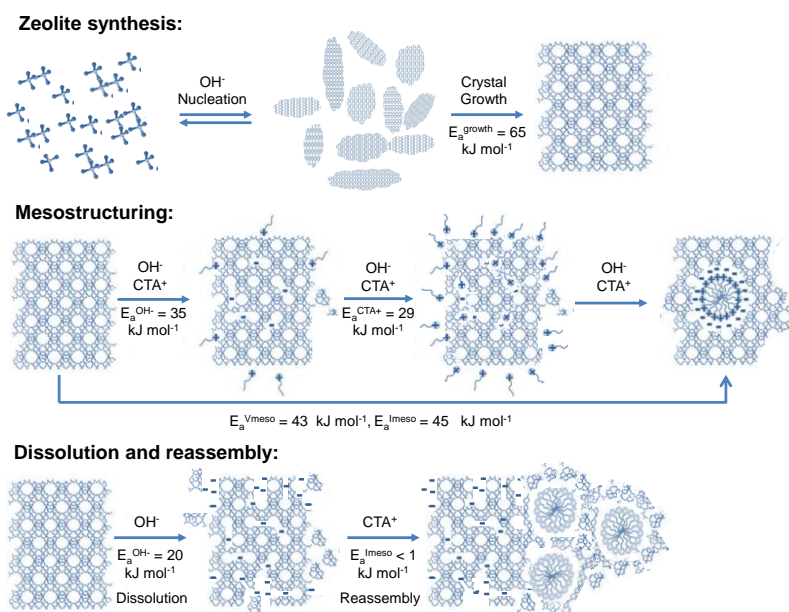 Zeolite synthesis:
OH-
Nucleation
Crystal
Growth
Eₐgrowth = 65
kJ mol-1
Mesostructuring:
OH-
CTA+
EₐOH- = 35
kJ mol-1
OH-
CTA+
EₐCTA+ = 29
kJ mol-1
OH-
CTA+
EₐVmeso = 43 kJ mol-1, EₐImeso = 45 kJ mol-1
Dissolution and reassembly:
OH-
EₐOH- = 20
kJ mol-1
Dissolution
CTA+
EₐImeso < 1
kJ mol-1
Reassembly